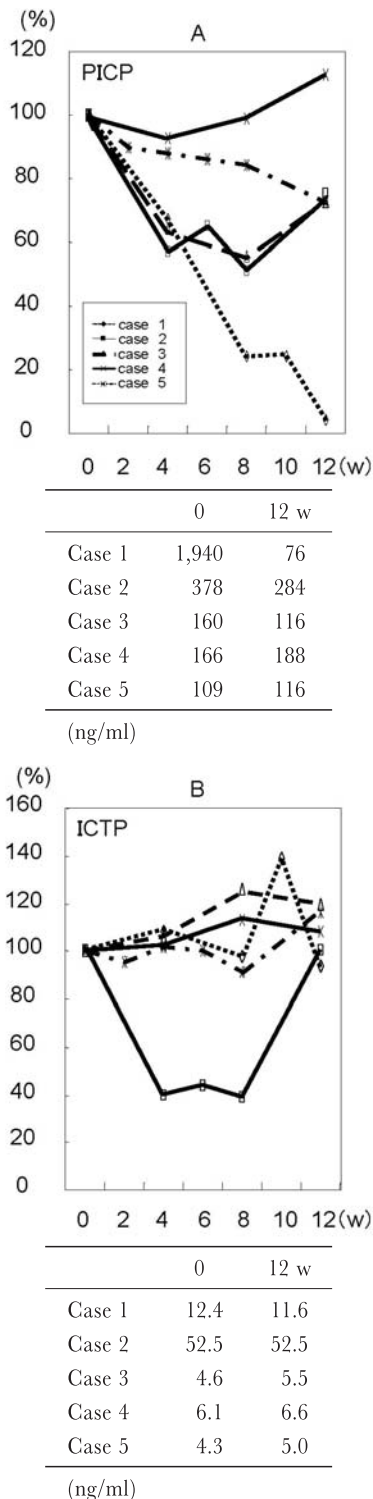 (%)
A
120
PICP
100
80
60
40
case 1
case 2
case 3
case 4
case 5
20
0
0 2 4 6 8 10 12(w)
0 12 w
Case 1 1,940 76
Case 2 378 284
Case 3 160 116
Case 4 166 188
Case 5 109 116
(ng/ml)
(%)
B
160
ICTP
140
120
100
80
60
40
20
0
0 2 4 6 8 10 12(w)
0 12 w
Case 1 12.4 11.6
Case 2 52.5 52.5
Case 3 4.6 5.5
Case 4 6.1 6.6
Case 5 4.3 5.0
(ng/ml)